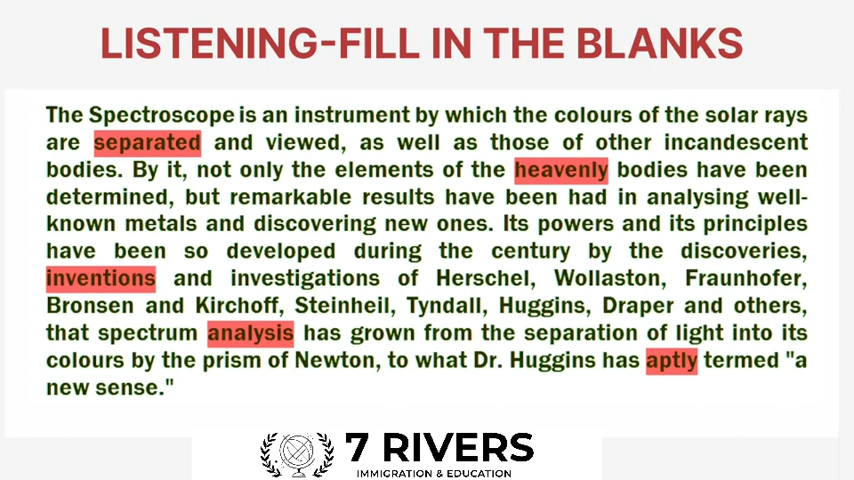 LISTENING-FILL IN THE BLANKS
The Spectroscope is an instrument by which the colours of the solar rays
are separated and viewed, as well as those of other incandescent
bodies. By it, not only the elements of the heavenly bodies have been
determined, but remarkable results have been had in analysing well-
known metals and discovering new ones. Its powers and its principles
have been so developed during the century by the discoveries,
inventions and investigations of Herschel, Wollaston, Fraunhofer,
Bronsen and Kirchoff, Steinheil, Tyndall, Huggins, Draper and others,
that spectrum analysis has grown from the separation of light into its
colours by the prism of Newton, to what Dr. Huggins has aptly termed "a
new sense."
7 RIVERS
IMMIGRATION & EDUCATION